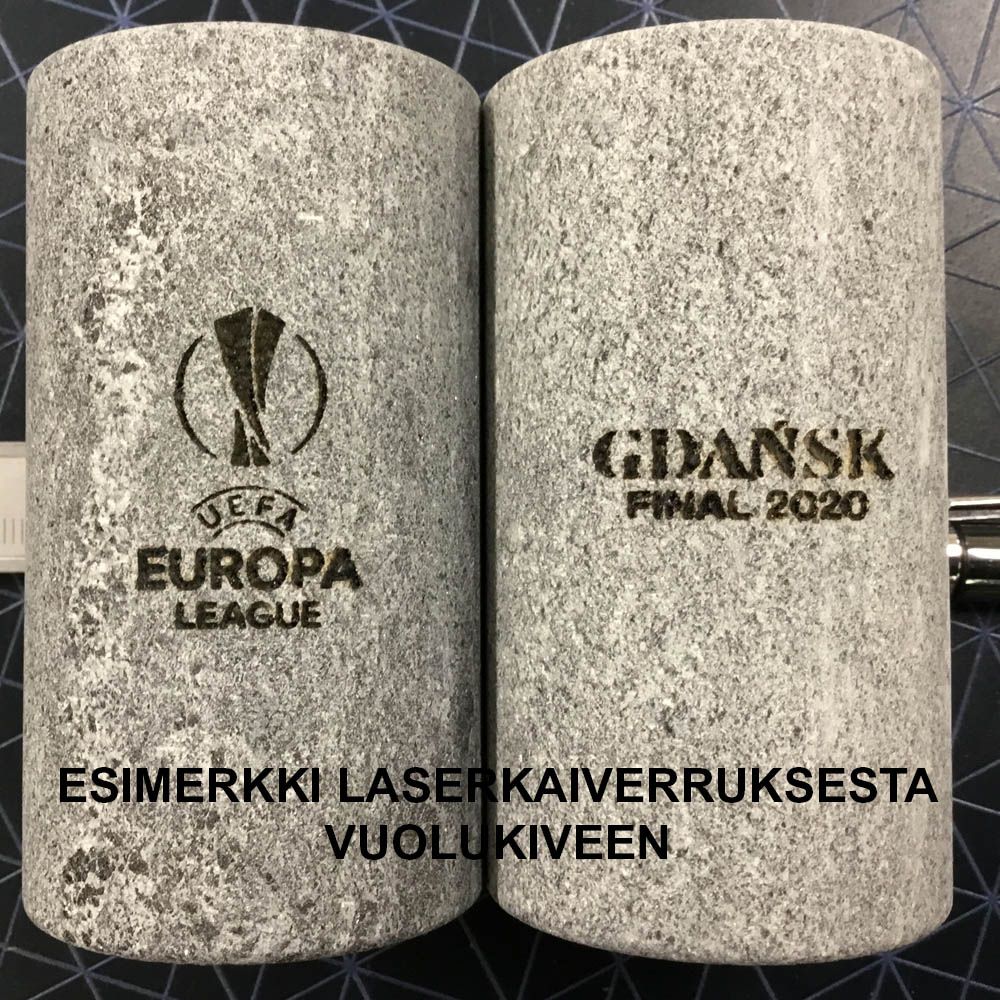 UEFA
EUROPA
LEAGUE
GDAŃSK
FINAL 2020
ESIMERKKI LASERKAIVERRUKSESTA
VUOLUKIVEEN